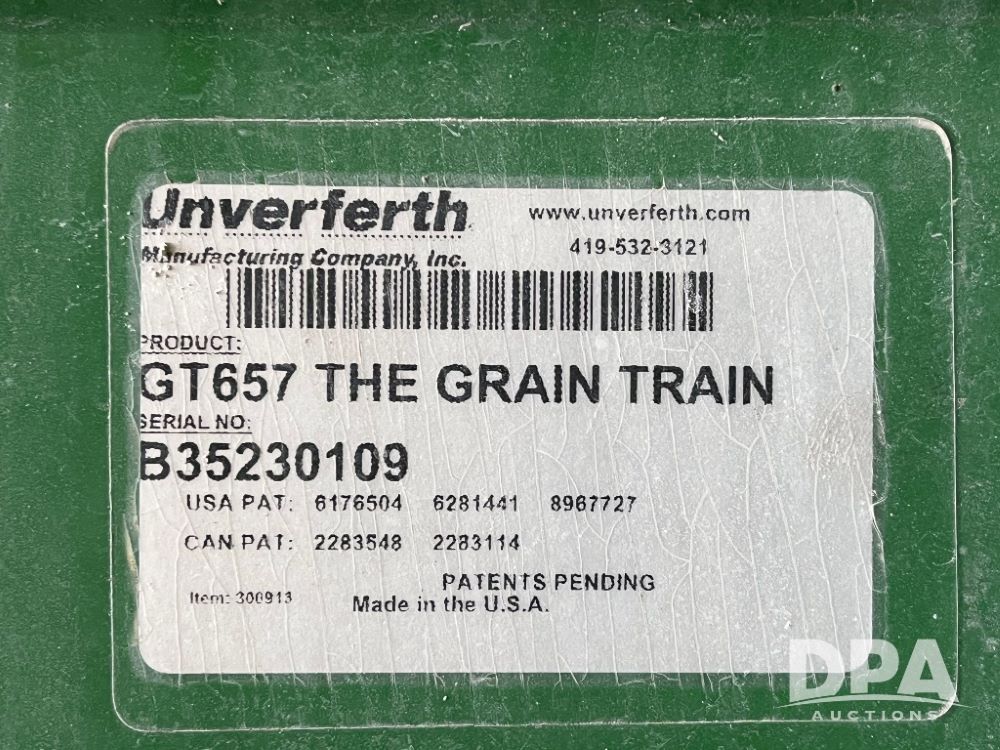 Unverferth
www.unverferth.com
Manufacturing Company, Inc.
419-532-3121
PRODUCT:
GT657 THE GRAIN TRAIN
SERIAL NO:
B35230109
USA PAT: 6176504 6281441 8967727
CAN PAT: 2283548 2283114
PATENTS PENDING
Item: 300913
Made in the U.S.A.
DPA
AUCTIONS